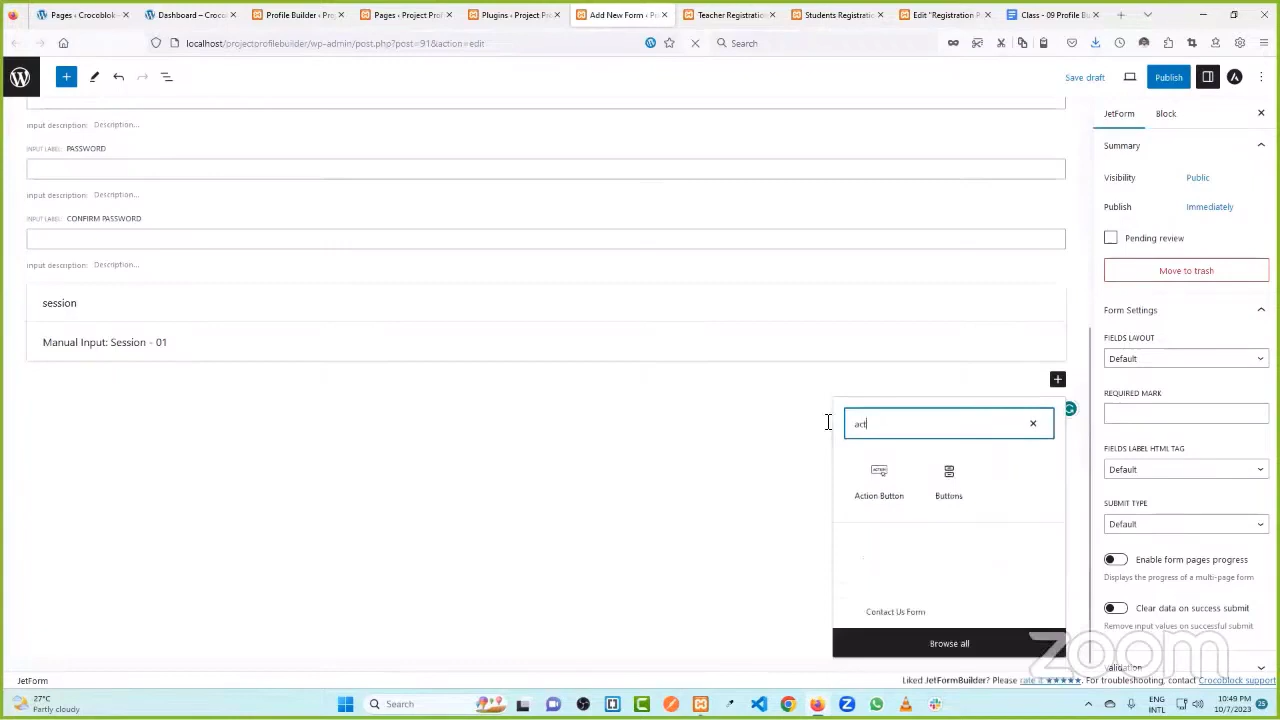 Pages ‹ Crocoblok
Dashboard ‹ Croco
Profile Builder ‹ Pro
Pages ‹ Project Pro
Plugins ‹ Project Pro
Add New Form ‹ P
Teacher Registration
Students Registratio
Edit "Registration P
Class - 09 Profile Bu
localhost/projectprofilebuilder/wp-admin/post.php?post=91&action=edit
Search
Save draft
Publish
JetForm
Block
input description: Description...
INPUT LABEL: PASSWORD
input description: Description...
INPUT LABEL: CONFIRM PASSWORD
input description: Description...
session
Manual Input: Session - 01
act
Action Button
Buttons
Contact Us Form
Browse all
Summary
Visibility
Public
Publish
Immediately
Pending review
Move to trash
Form Settings
FIELDS LAYOUT
Default
REQUIRED MARK
FIELDS LABEL HTML TAG
Default
SUBMIT TYPE
Default
Enable form pages progress
Displays the progress of a multi-page form
Clear data on success submit
Remove input values on successful submit
Validation
zoom
JetForm
Liked JetFormBuilder? Please rate it ★★★★★. For troubleshooting, contact Crocoblock support
27°C
Partly cloudy
Search
ENG
INTL
10:49 PM
10/7/2023